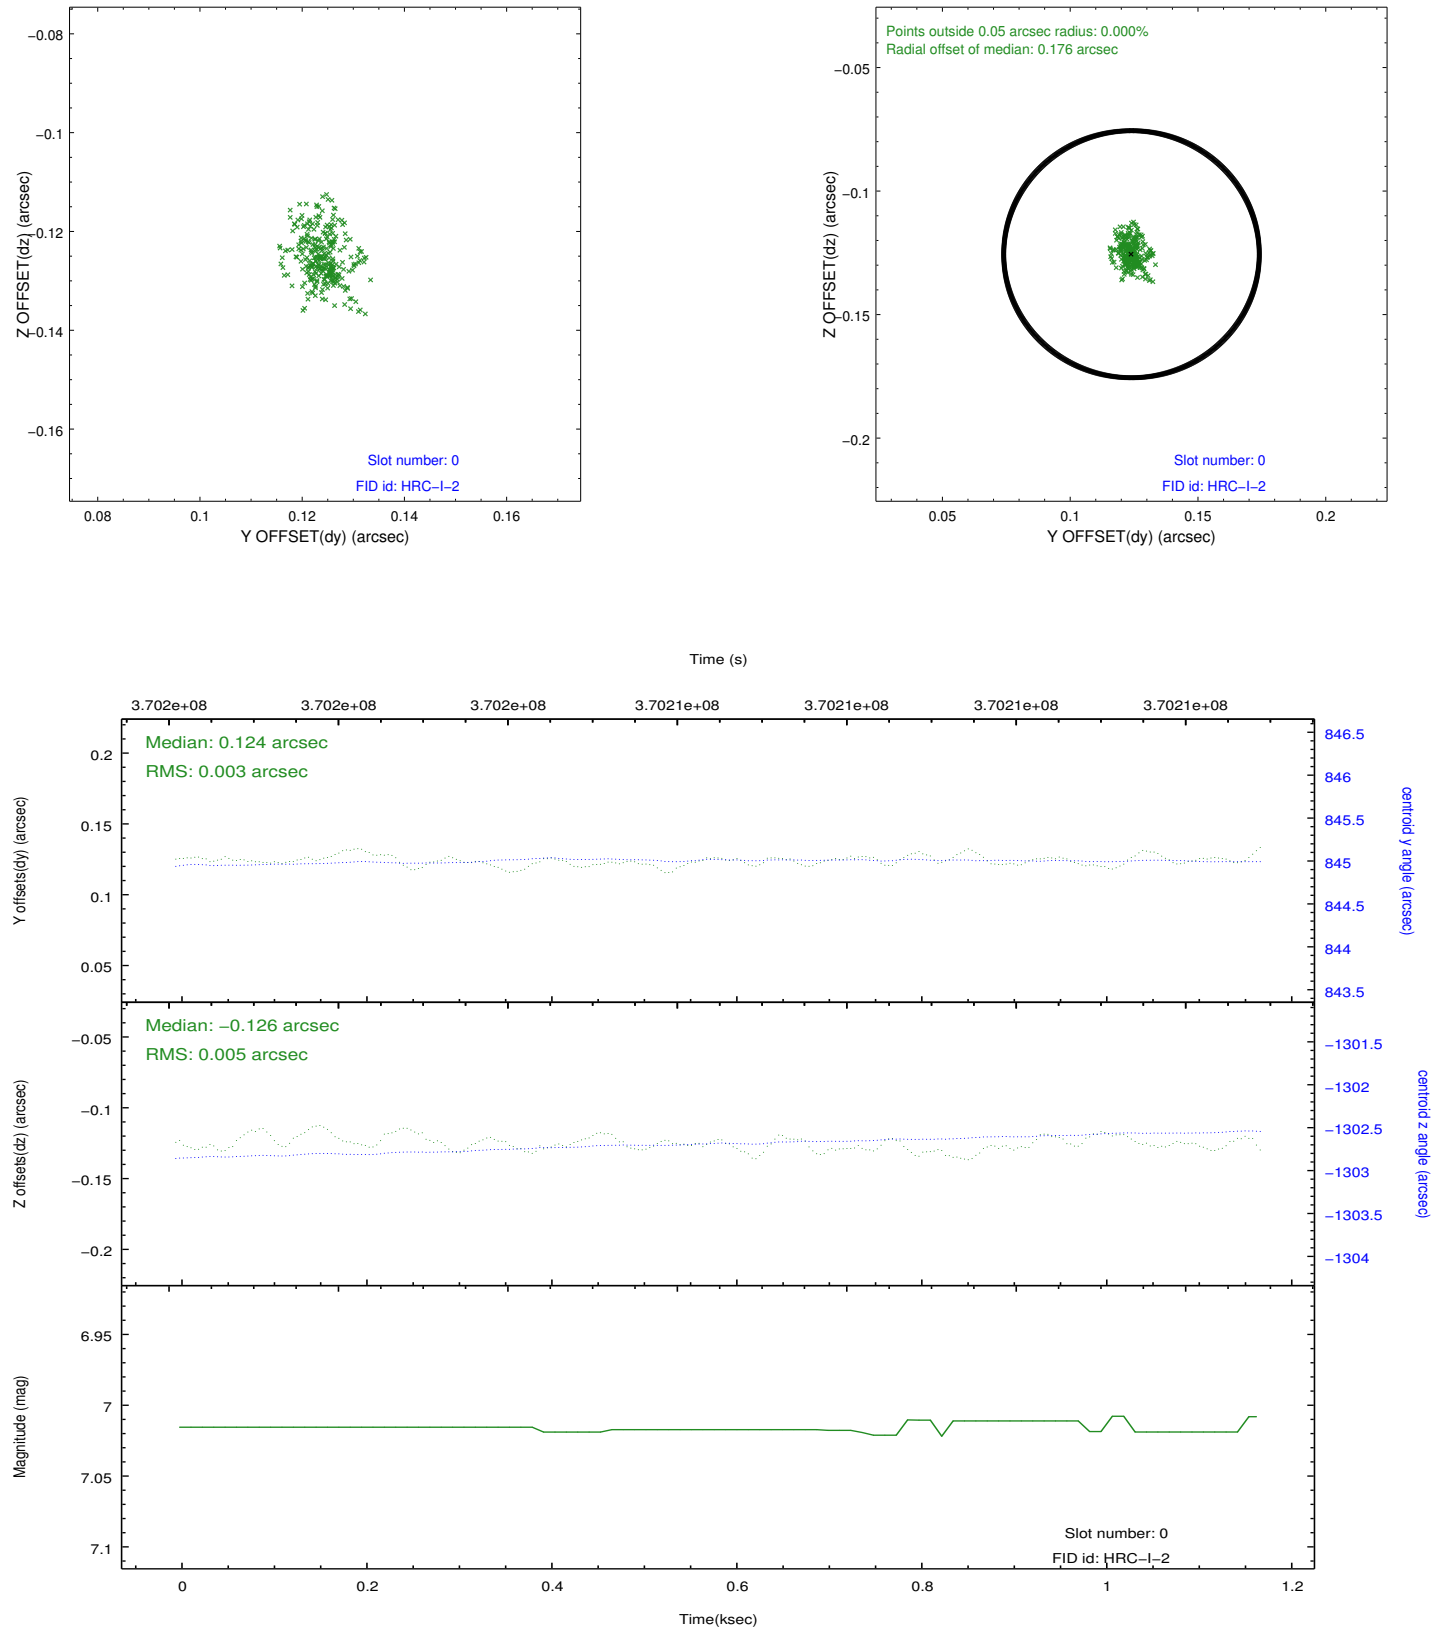 −0.08
−0.1
−0.12
−0.14
−0.16
Z OFFSET(dz) (arcsec)
Slot number: 0
FID id: HRC−I−2
0.08 0.1 0.12 0.14 0.16
Y OFFSET(dy) (arcsec)
Points outside 0.05 arcsec radius: 0.000%
Radial offset of median: 0.176 arcsec
−0.05
−0.1
−0.15
−0.2
Z OFFSET(dz) (arcsec)
Slot number: 0
FID id: HRC−I−2
0.05 0.1 0.15 0.2
Y OFFSET(dy) (arcsec)
Time (s)
3.702e+08 3.702e+08 3.702e+08 3.7021e+08 3.7021e+08 3.7021e+08 3.7021e+08
Median: 0.124 arcsec
RMS: 0.003 arcsec
0.2
0.15
0.1
0.05
Y offsets(dy) (arcsec)
846.5
846
845.5
845
844.5
844
843.5
centroid y angle (arcsec)
Median: −0.126 arcsec
RMS: 0.005 arcsec
−0.05
−0.1
−0.15
−0.2
Z offsets(dz) (arcsec)
−1301.5
−1302
−1302.5
−1303
−1303.5
−1304
centroid z angle (arcsec)
6.95
7
7.05
7.1
Magnitude (mag)
Slot number: 0
FID id: HRC−I−2
0 0.2 0.4 0.6 0.8 1 1.2
Time(ksec)